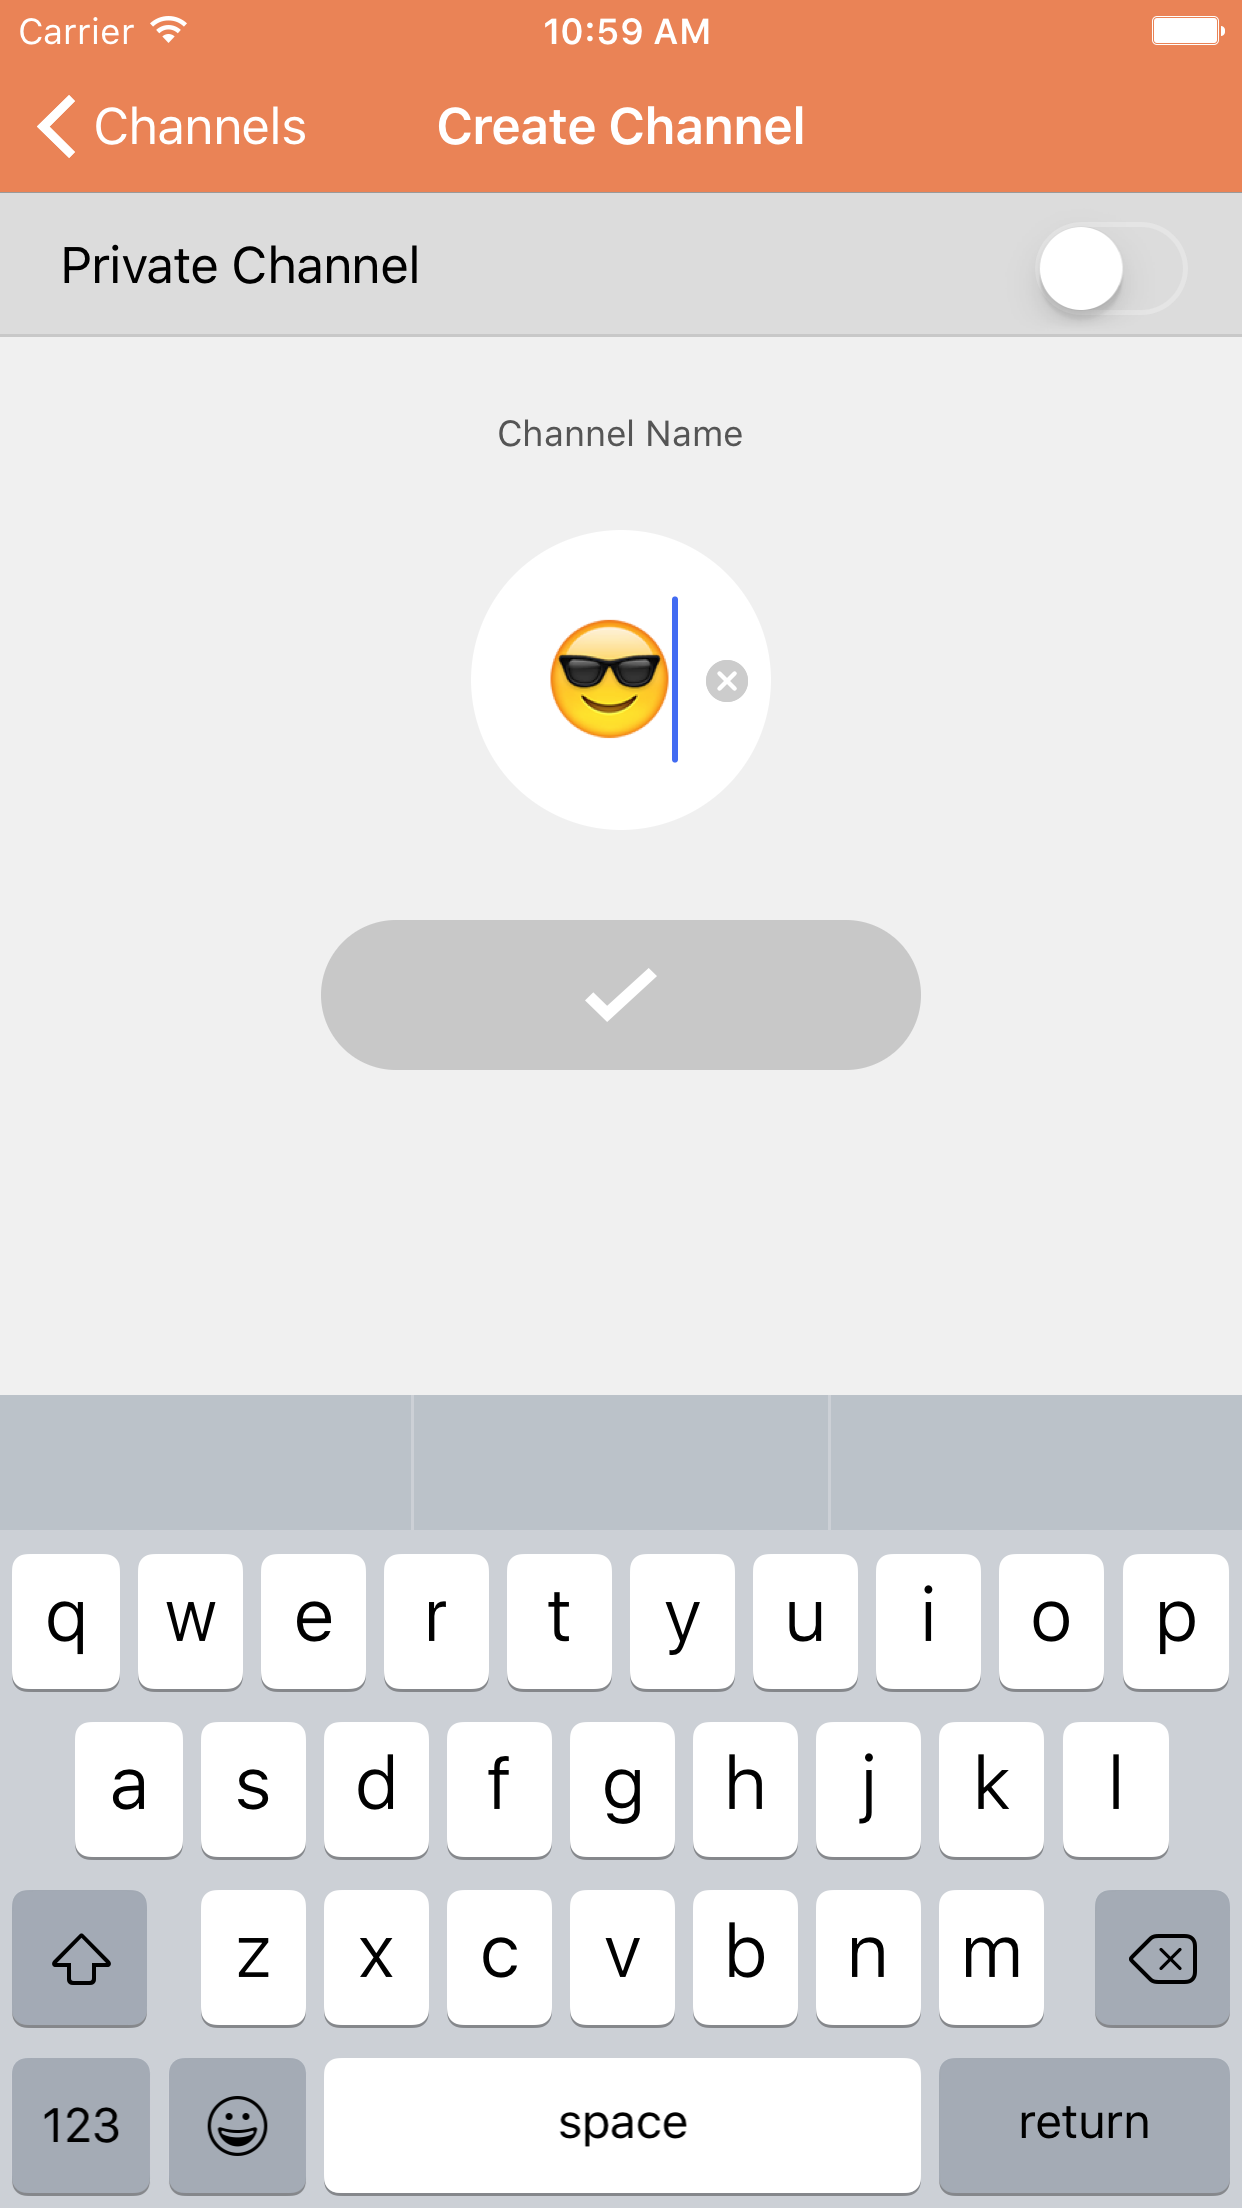 Carrier 10:59 AM
Channels Create Channel
Private Channel
Channel Name
😎
q w e r t y u i o p
a s d f g h j k l
z x c v b n m
123 space return